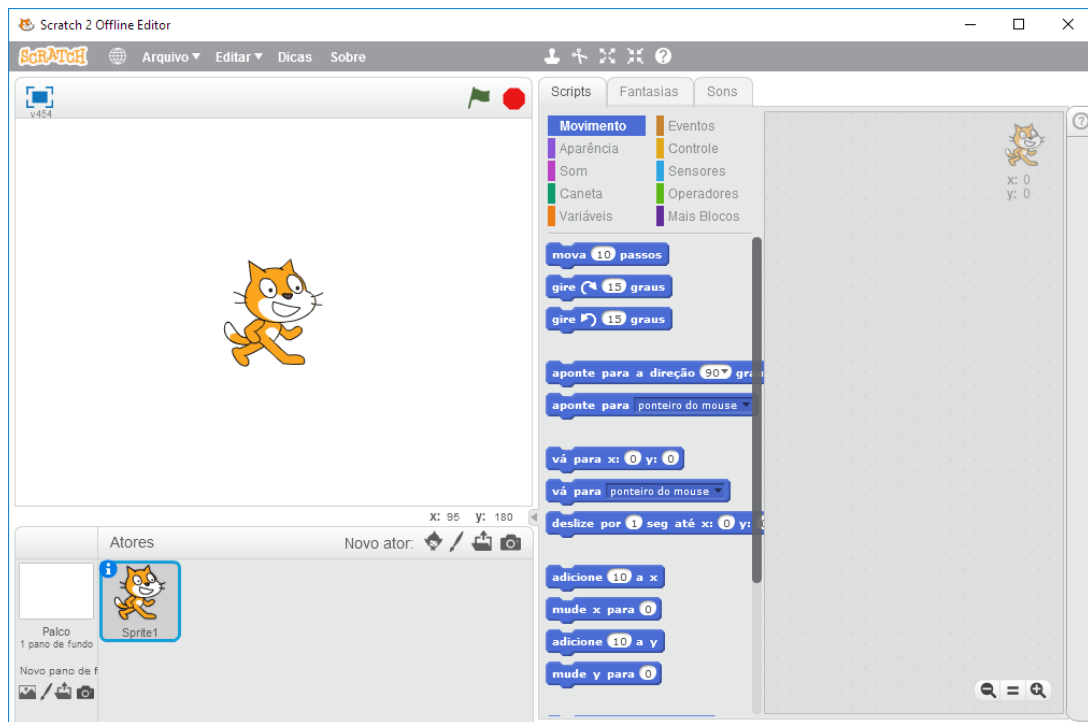 Scratch 2 Offline Editor
SCRATCH Arquivo Editar Dicas Sobre
v454
Scripts Fantasias Sons
Movimento Eventos
Aparência Controle
Som Sensores
Caneta Operadores
Variáveis Mais Blocos
x: 0
y: 0
mova 10 passos
gire 15 graus
gire 15 graus
aponte para a direção 90 grau
aponte para ponteiro do mouse
vá para x: 0 y: 0
vá para ponteiro do mouse
deslize por 1 seg até x: 0 y: 0
adicione 10 a x
mude x para 0
adicione 10 a y
mude y para 0
x: 95 y: 180
Atores Novo ator:
Palco
1 pano de fundo
Sprite1
Novo pano de f